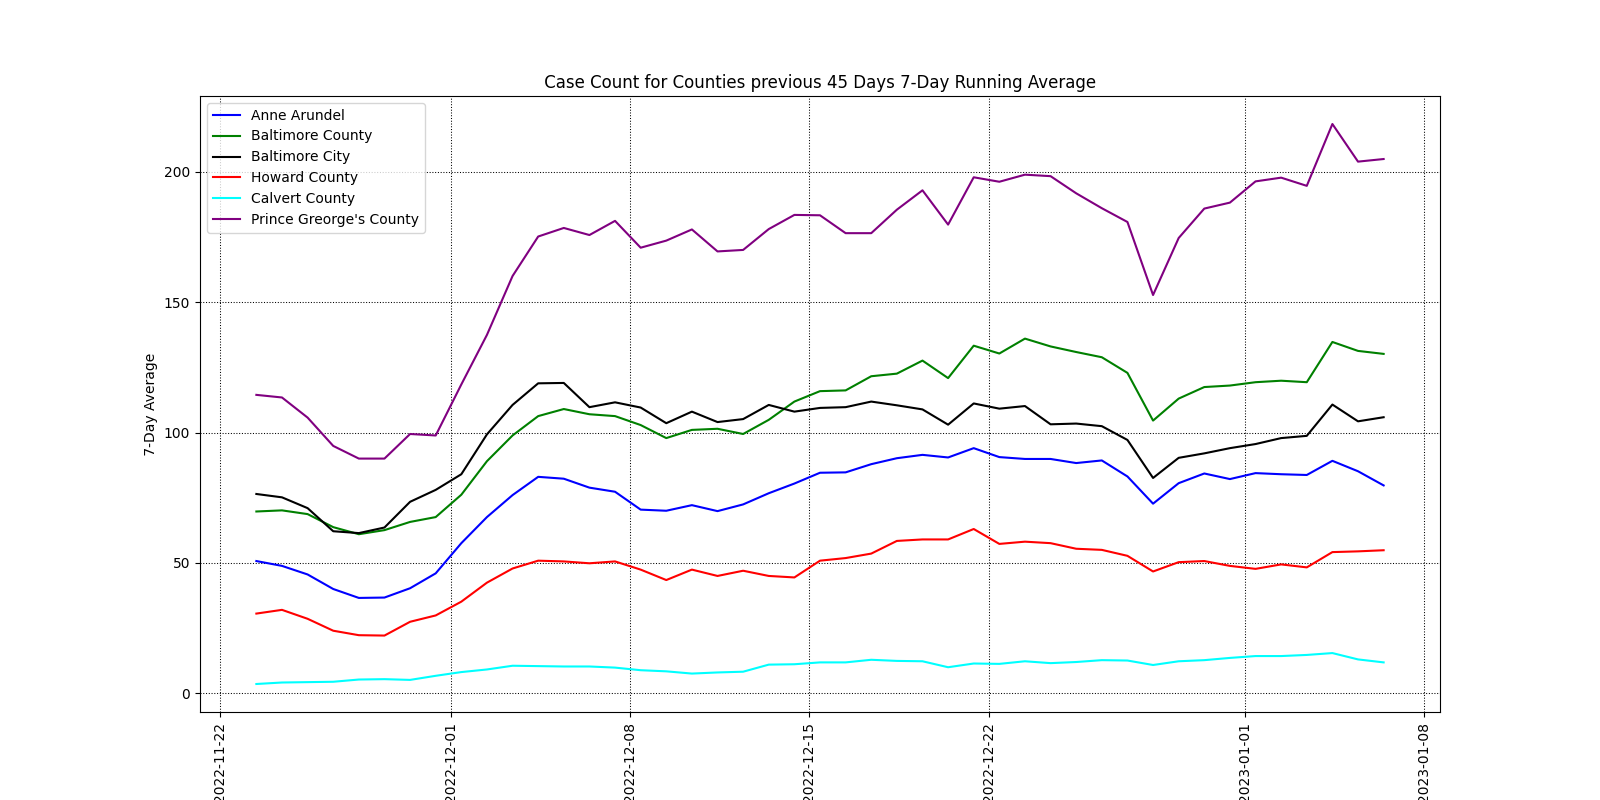 Case Count for Counties previous 45 Days 7-Day Running Average
Anne Arundel
Baltimore County
Baltimore City
Howard County
Calvert County
Prince Greorge's County
7-Day Average
200
150
100
50
0
2022-11-22
2022-12-01
2022-12-08
2022-12-15
2022-12-22
2023-01-01
2023-01-08